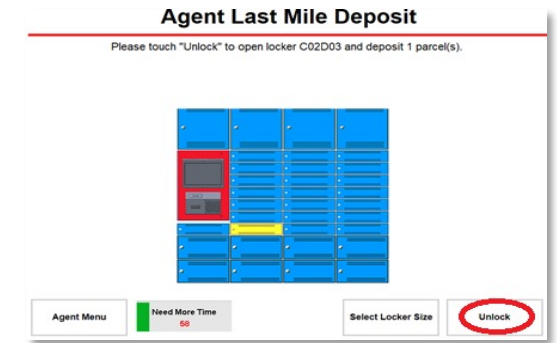 Agent Last Mile Deposit
Please touch "Unlock" to open locker C02D03 and deposit 1 parcel(s).
Agent Menu
Need More Time
58
Select Locker Size
Unlock